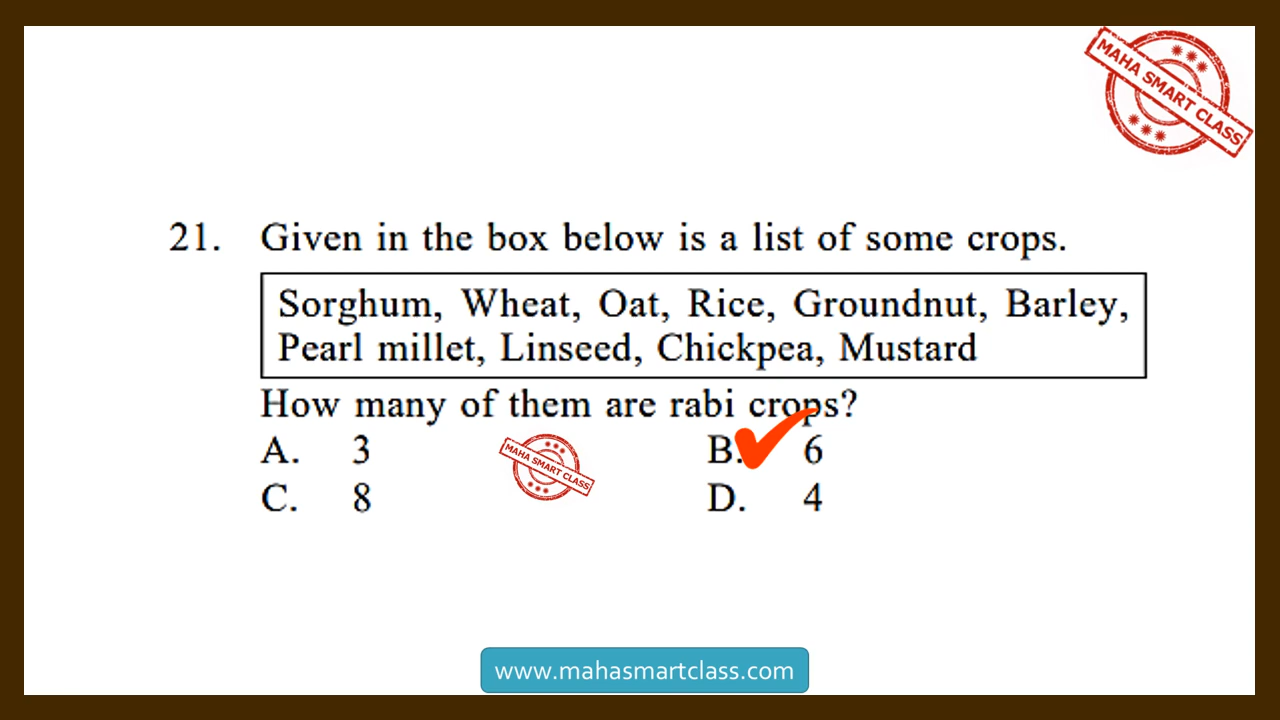 MAHA SMART CLASS
21. Given in the box below is a list of some crops.
Sorghum, Wheat, Oat, Rice, Groundnut, Barley,
Pearl millet, Linseed, Chickpea, Mustard
How many of them are rabi crops?
A. 3 B. 6
MAHA SMART CLASS
C. 8 D. 4
www.mahasmartclass.com